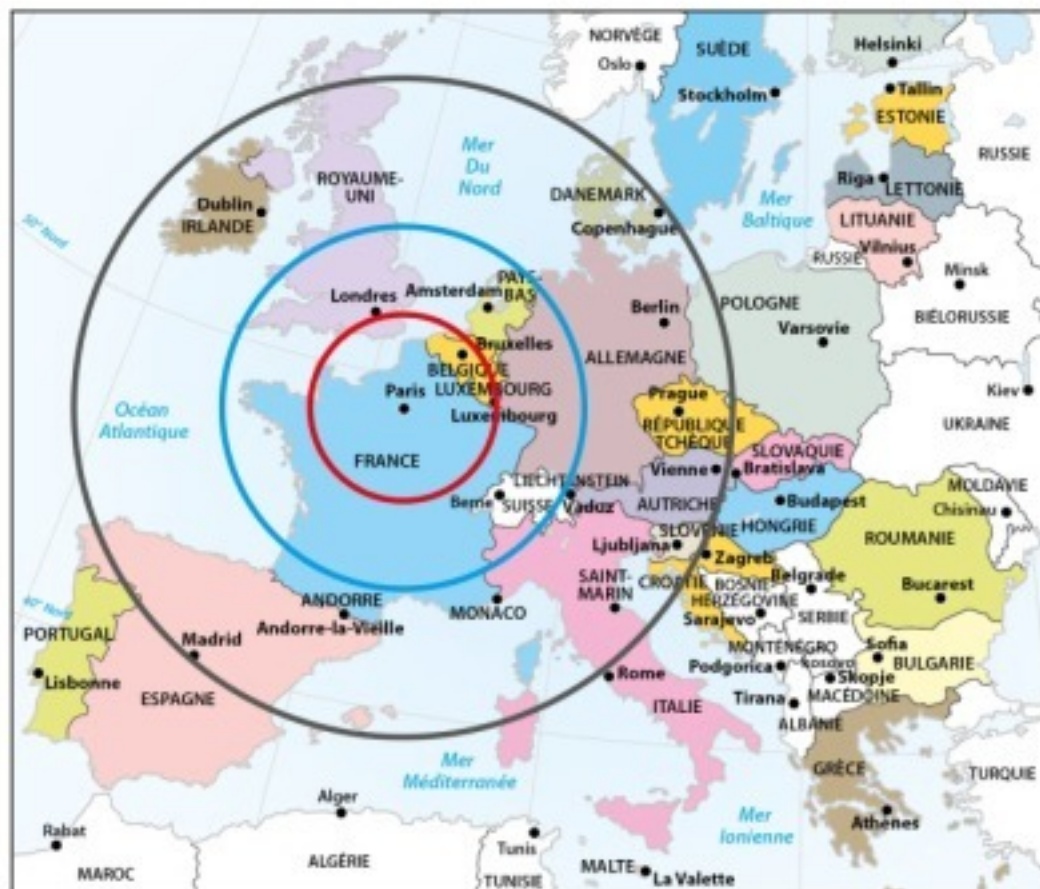 NORVÈGE
Oslo
SUÈDE
Stockholm
Helsinki
Tallin
ESTONIE
RUSSIE
Riga
LETTONIE
Mer
Du
Nord
Mer
Baltique
ROYAUME-
UNI
Dublin
IRLANDE
DANEMARK
Copenhague
LITUANIE
Vilnius
RUSSIE
Minsk
BIÉLORUSSIE
50° Nord
Londres
Amsterdam
PAYS-
BAS
Berlin
POLOGNE
Varsovie
Bruxelles
BELGIQUE
ALLEMAGNE
LUXEMBOURG
Luxembourg
Paris
Prague
RÉPUBLIQUE
TCHÈQUE
Kiev
UKRAINE
Océan
Atlantique
FRANCE
SLOVAQUIE
Bratislava
Vienne
LIECHTENSTEIN
Vaduz
Berne
SUISSE
AUTRICHE
Budapest
HONGRIE
MOLDAVIE
Chisinau
ROUMANIE
Bucarest
SLOVÉNIE
Ljubljana
Zagreb
CROATIE
BOSNIE
HERZÉGOVINE
Belgrade
SERBIE
Sarajevo
SAINT-
MARIN
MONACO
ANDORRE
Andorre-la-Vieille
40° Nord
PORTUGAL
Lisbonne
Madrid
ESPAGNE
MONTÉNÉGRO
Podgorica
Kosovo
Sofia
BULGARIE
Skopje
MACÉDOINE
Tirana
ALBANIE
Rome
ITALIE
Mer
Méditerranée
GRÈCE
Athènes
TURQUIE
Mer
Ionienne
Alger
ALGÉRIE
Rabat
MAROC
Tunis
TUNISIE
MALTE
La Valette